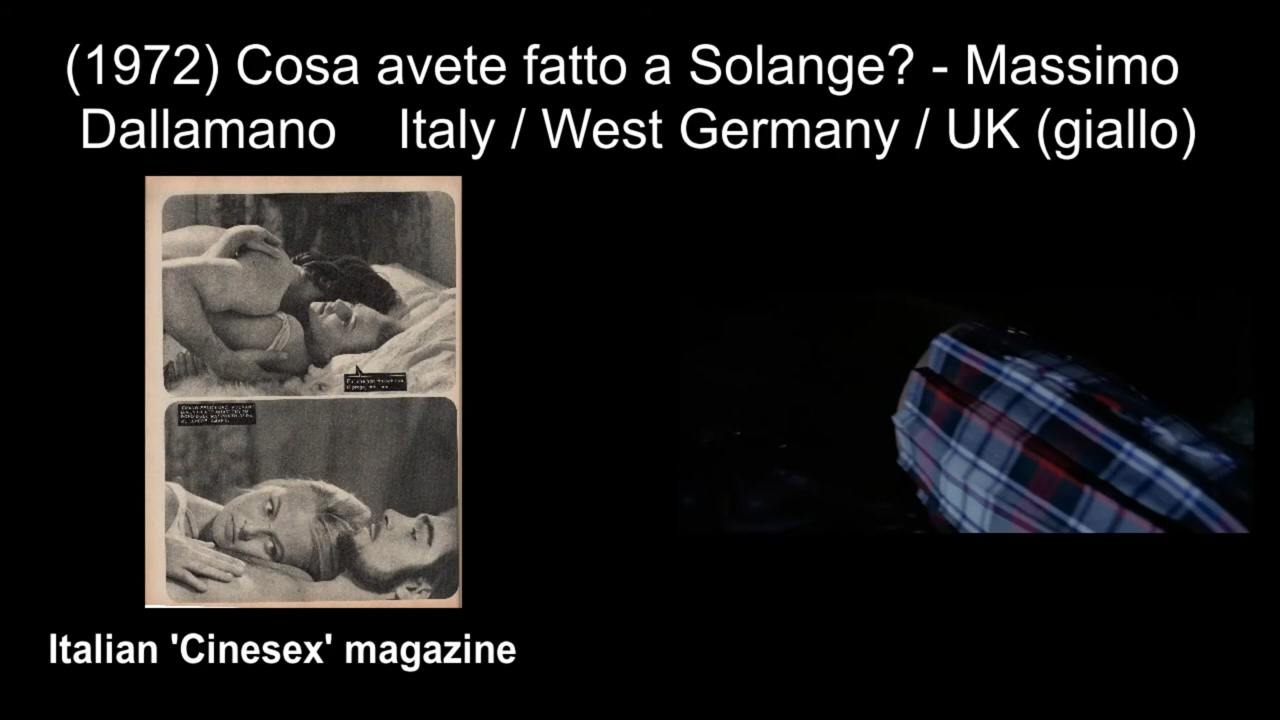 (1972) Cosa avete fatto a Solange? - Massimo
Dallamano Italy / West Germany / UK (giallo)
Italian 'Cinesex' magazine